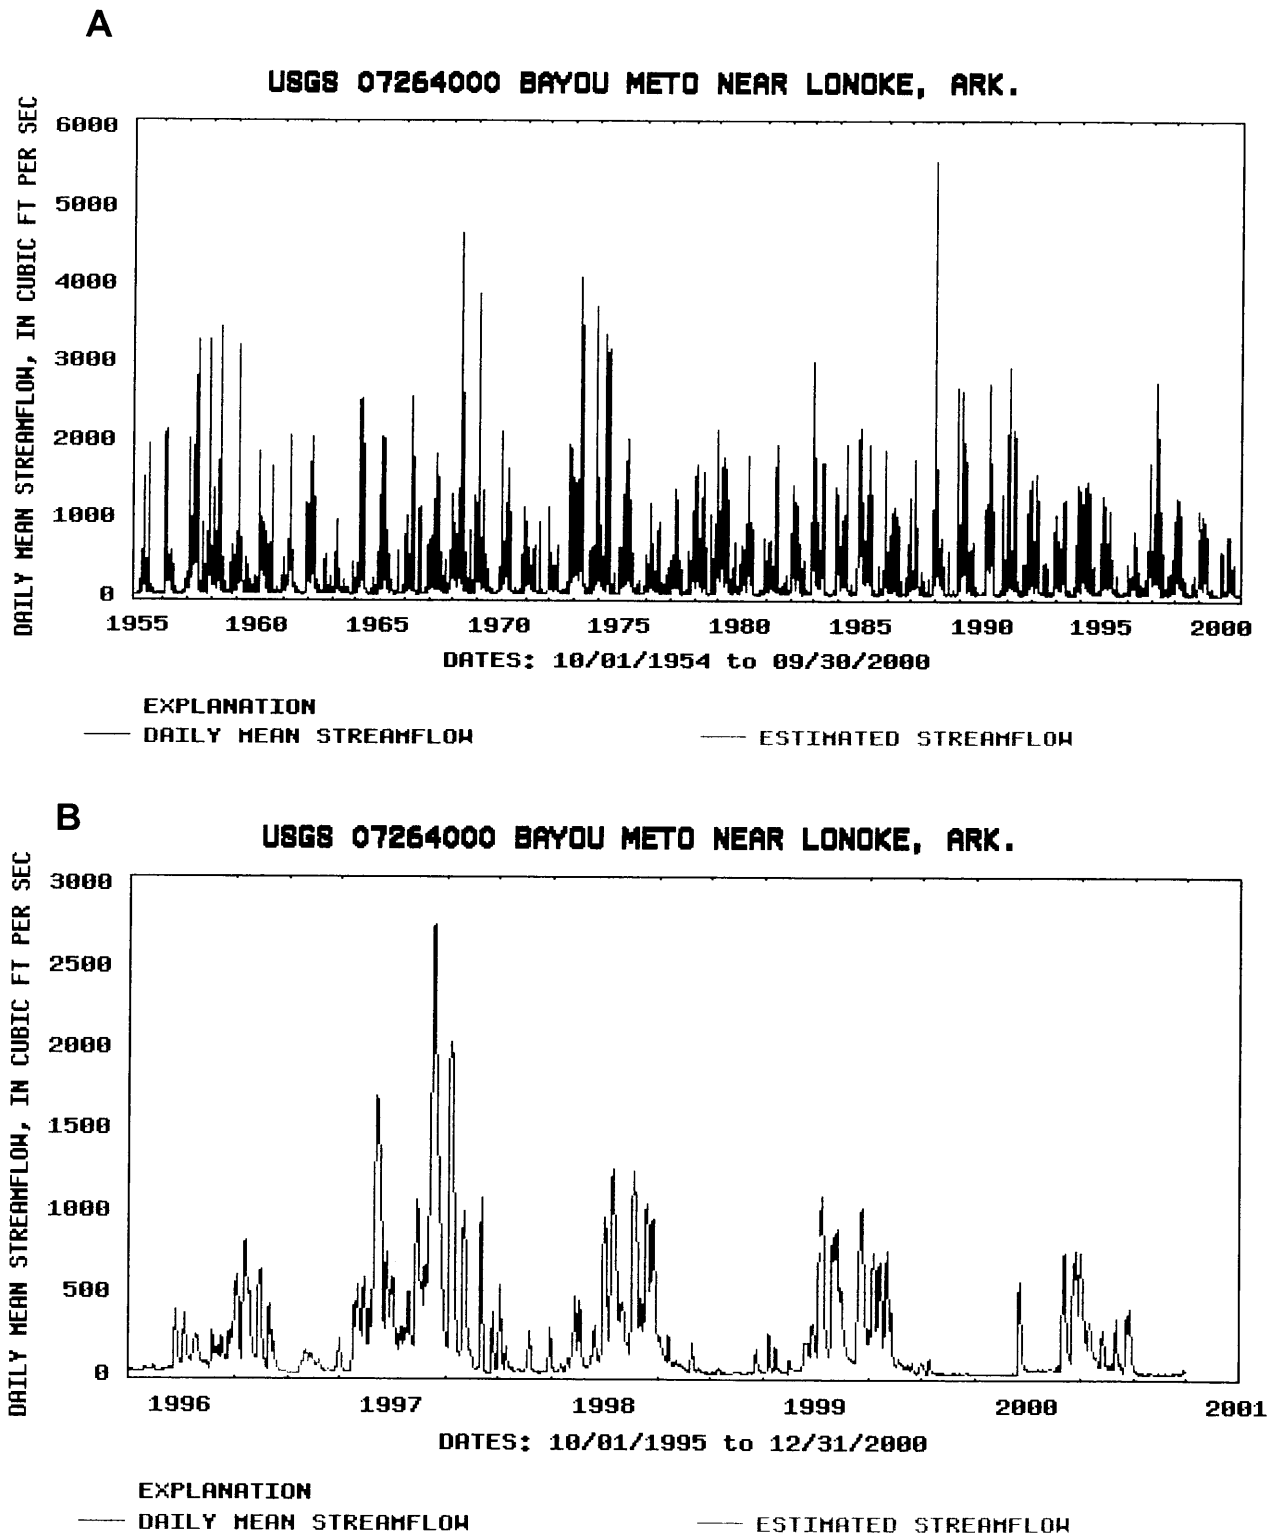 A
USGS 07264000 BAYOU METO NEAR LONOKE, ARK.
DAILY MEAN STREAMFLOW, IN CUBIC FT PER SEC
6000
5000
4000
3000
2000
1000
0
1955 1960 1965 1970 1975 1980 1985 1990 1995 2000
DATES: 10/01/1954 to 09/30/2000
EXPLANATION
DAILY MEAN STREAMFLOW ESTIMATED STREAMFLOW
B
USGS 07264000 BAYOU METO NEAR LONOKE, ARK.
DAILY MEAN STREAMFLOW, IN CUBIC FT PER SEC
3000
2500
2000
1500
1000
500
0
1996 1997 1998 1999 2000 2001
DATES: 10/01/1995 to 12/31/2000
EXPLANATION
DAILY MEAN STREAMFLOW ESTIMATED STREAMFLOW